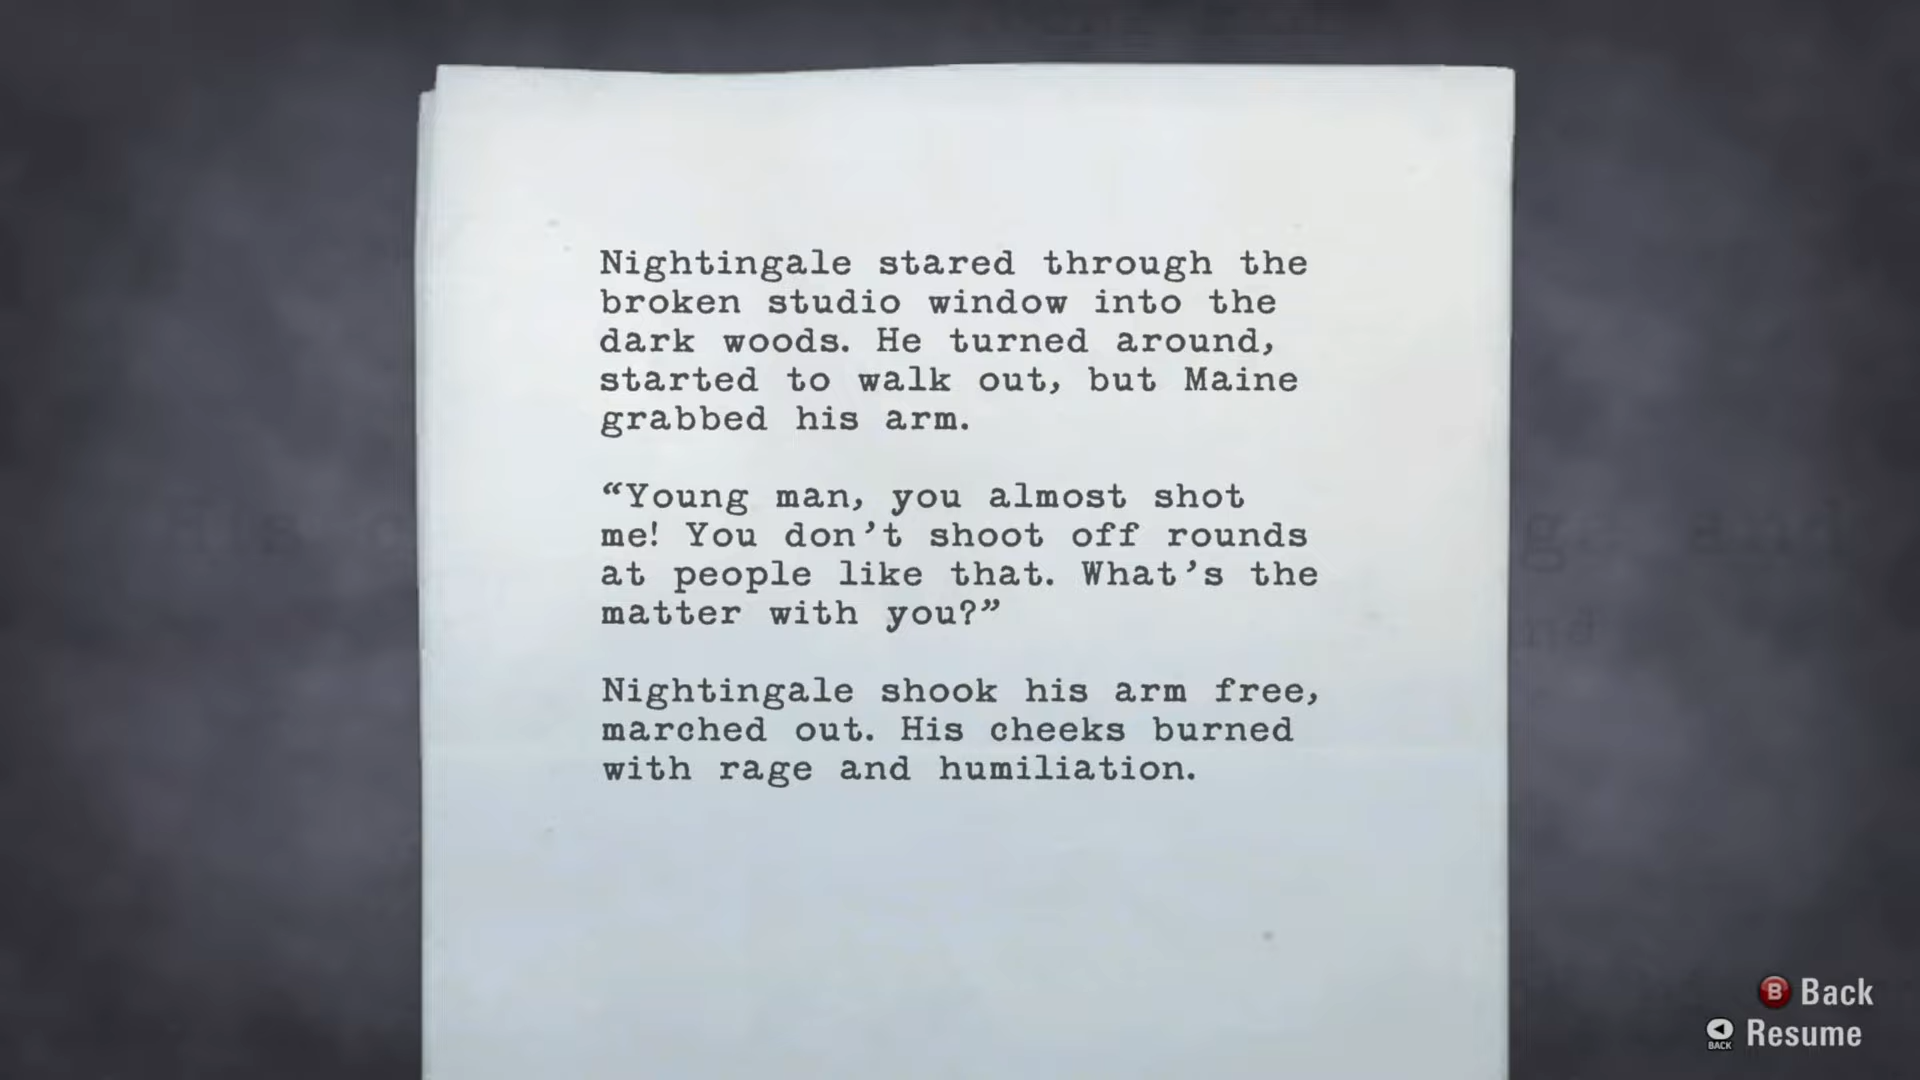 Nightingale stared through the
broken studio window into the
dark woods. He turned around,
started to walk out, but Maine
grabbed his arm.
“Young man, you almost shot
me! You don’t shoot off rounds
at people like that. What’s the
matter with you?”
Nightingale shook his arm free,
marched out. His cheeks burned
with rage and humiliation.
B Back
BACK Resume